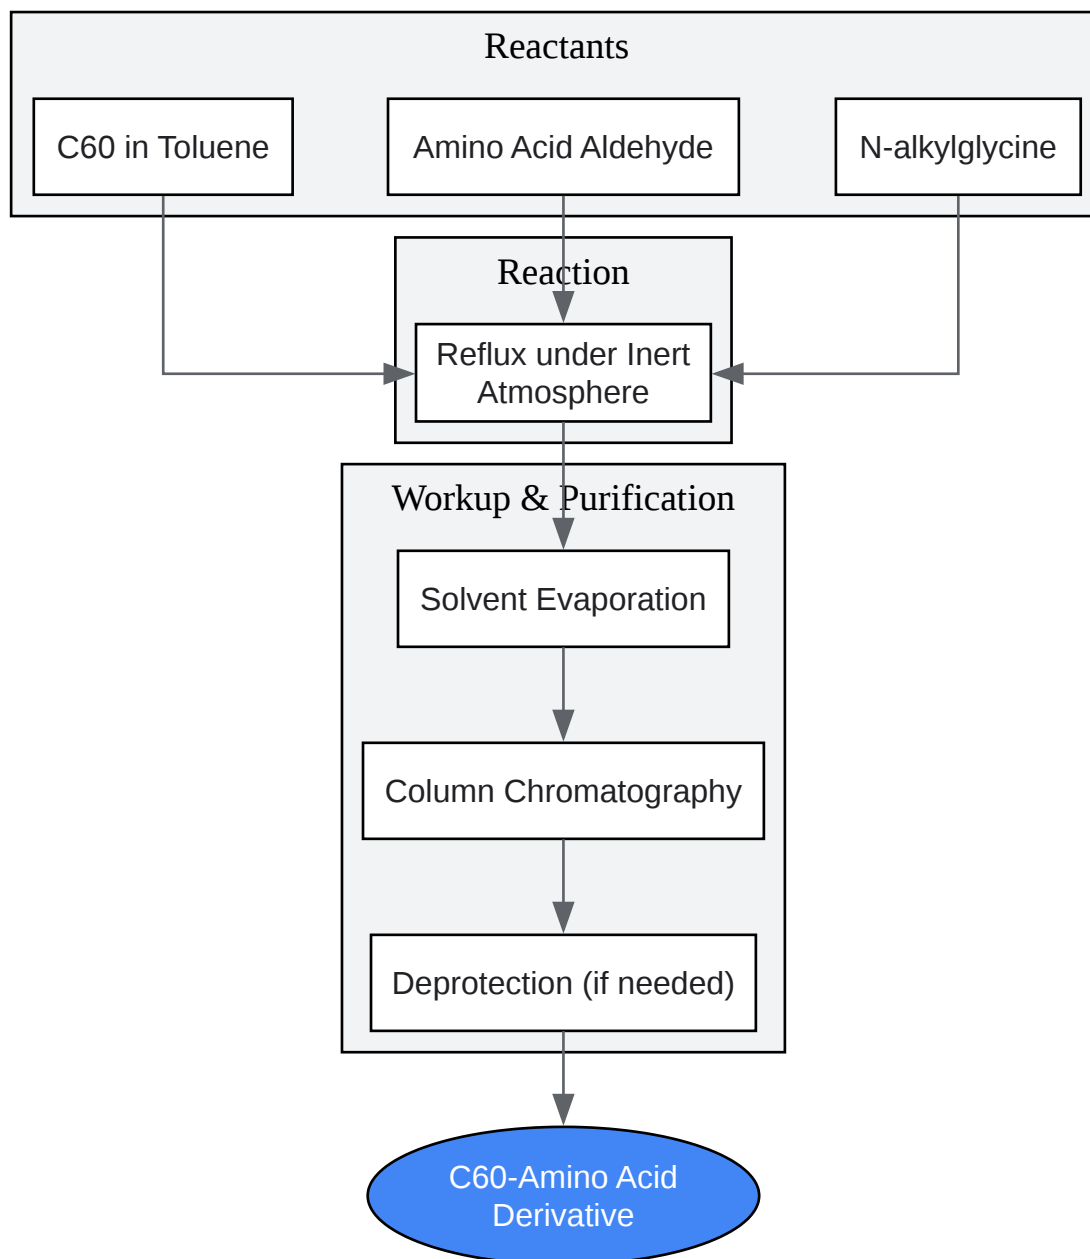 Reactants
C60 in Toluene
Amino Acid Aldehyde
N-alkylglycine
Reaction
Reflux under Inert
Atmosphere
Workup & Purification
Solvent Evaporation
Column Chromatography
Deprotection (if needed)
C60-Amino Acid
Derivative